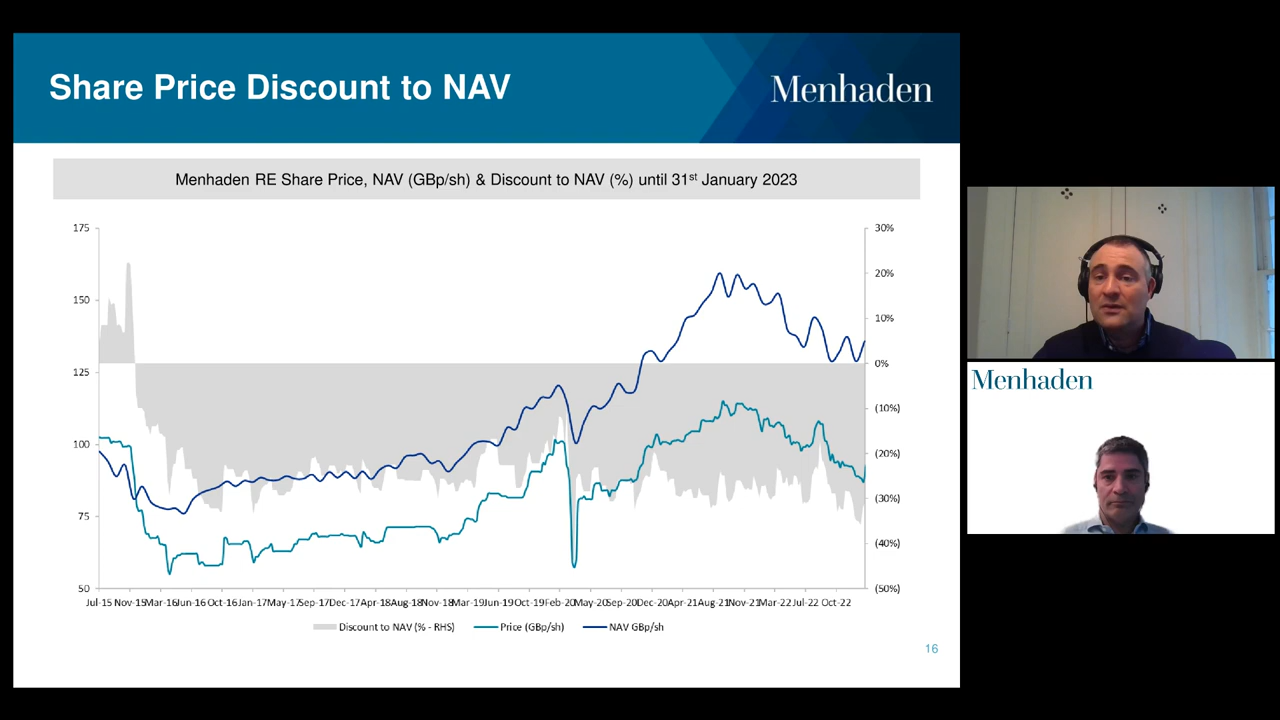 Share Price Discount to NAV
Menhaden
Menhaden RE Share Price, NAV (GBp/sh) & Discount to NAV (%) until 31st January 2023
175
150
125
100
75
50
30%
20%
10%
0%
(10%)
(20%)
(30%)
(40%)
(50%)
Jul-15 Nov-15 Mar-16 Jun-16 Oct-16 Jan-17 May-17 Sep-17 Dec-17 Apr-18 Aug-18 Nov-18 Mar-19 Jun-19 Oct-19 Feb-20 May-20 Sep-20 Dec-20 Apr-21 Aug-21 Nov-21 Mar-22 Jul-22 Oct-22
Discount to NAV (% - RHS) Price (GBp/sh) NAV GBp/sh
16
Menhaden